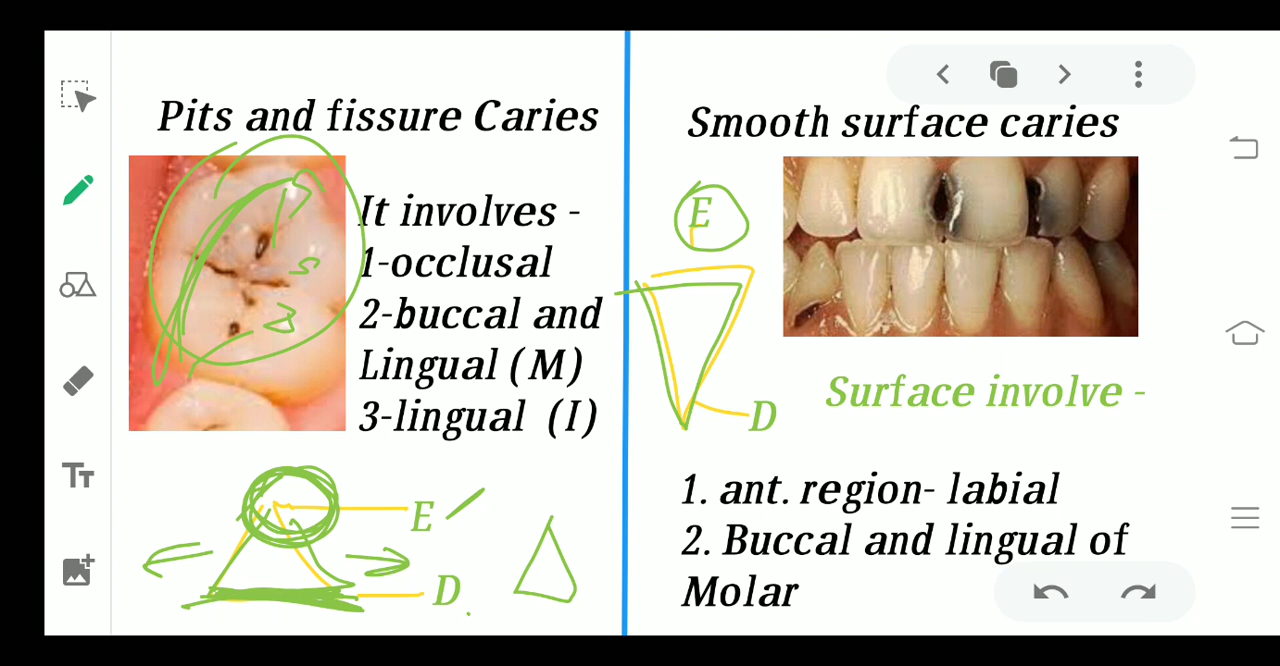 Pits and fissure Caries
It involves -
1-occlusal
2-buccal and
Lingual (M)
3-lingual (I)
E
D
Smooth surface caries
E
D
Surface involve -
1. ant. region- labial
2. Buccal and lingual of
Molar
Tт